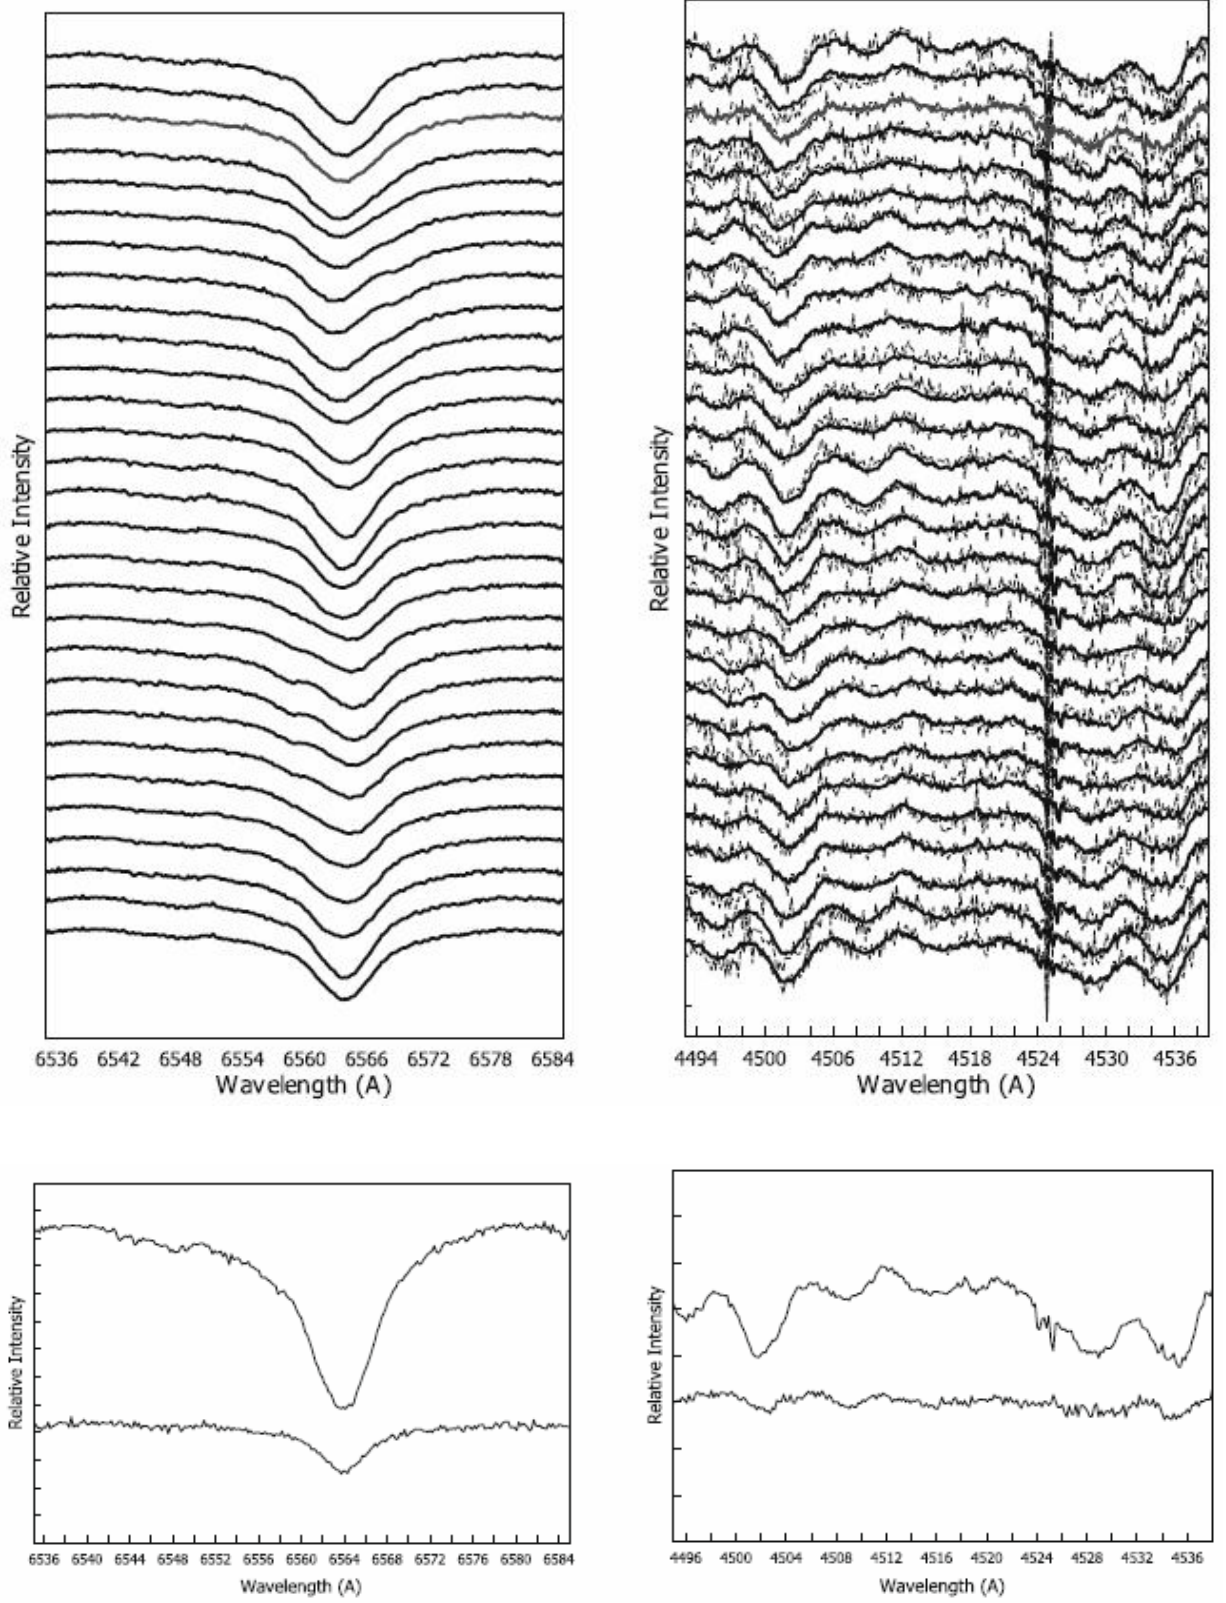 Relative Intensity
6536 6542 6548 6554 6560 6566 6572 6578 6584
Wavelength (A)
Relative Intensity
4494 4500 4506 4512 4518 4524 4530 4536
Wavelength (A)
Relative Intensity
6536 6540 6544 6548 6552 6556 6560 6564 6568 6572 6576 6580 6584
Wavelength (A)
Relative Intensity
4496 4500 4504 4508 4512 4516 4520 4524 4528 4532 4536
Wavelength (A)